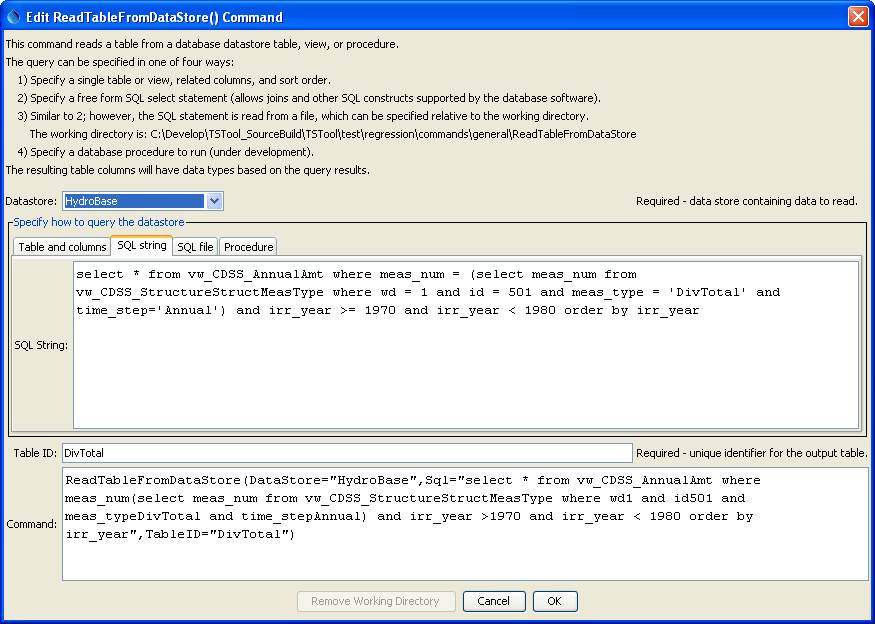 Edit ReadTableFromDataStore() Command
This command reads a table from a database datastore table, view, or procedure.
The query can be specified in one of four ways:
1) Specify a single table or view, related columns, and sort order.
2) Specify a free form SQL select statement (allows joins and other SQL constructs supported by the database software).
3) Similar to 2; however, the SQL statement is read from a file, which can be specified relative to the working directory.
The working directory is: C:\Develop\TSTool_SourceBuild\TSTool\test\regression\commands\general\ReadTableFromDataStore
4) Specify a database procedure to run (under development).
The resulting table columns will have data types based on the query results.
Datastore: HydroBase Required - data store containing data to read.
Specify how to query the datastore
Table and columns SQL string SQL file Procedure
select * from vw_CDSS_AnnualAmt where meas_num = (select meas_num from
vw_CDSS_StructureStructMeasType where wd = 1 and id = 501 and meas_type = 'DivTotal' and
time_step='Annual') and irr_year >= 1970 and irr_year < 1980 order by irr_year
SQL String:
Table ID: DivTotal Required - unique identifier for the output table.
ReadTableFromDataStore(DataStore="HydroBase",Sql="select * from vw_CDSS_AnnualAmt where
meas_num(select meas_num from vw_CDSS_StructureStructMeasType where wd1 and id501 and
meas_typeDivTotal and time_stepAnnual) and irr_year >1970 and irr_year < 1980 order by
irr_year",TableID="DivTotal")
Command:
Remove Working Directory Cancel OK